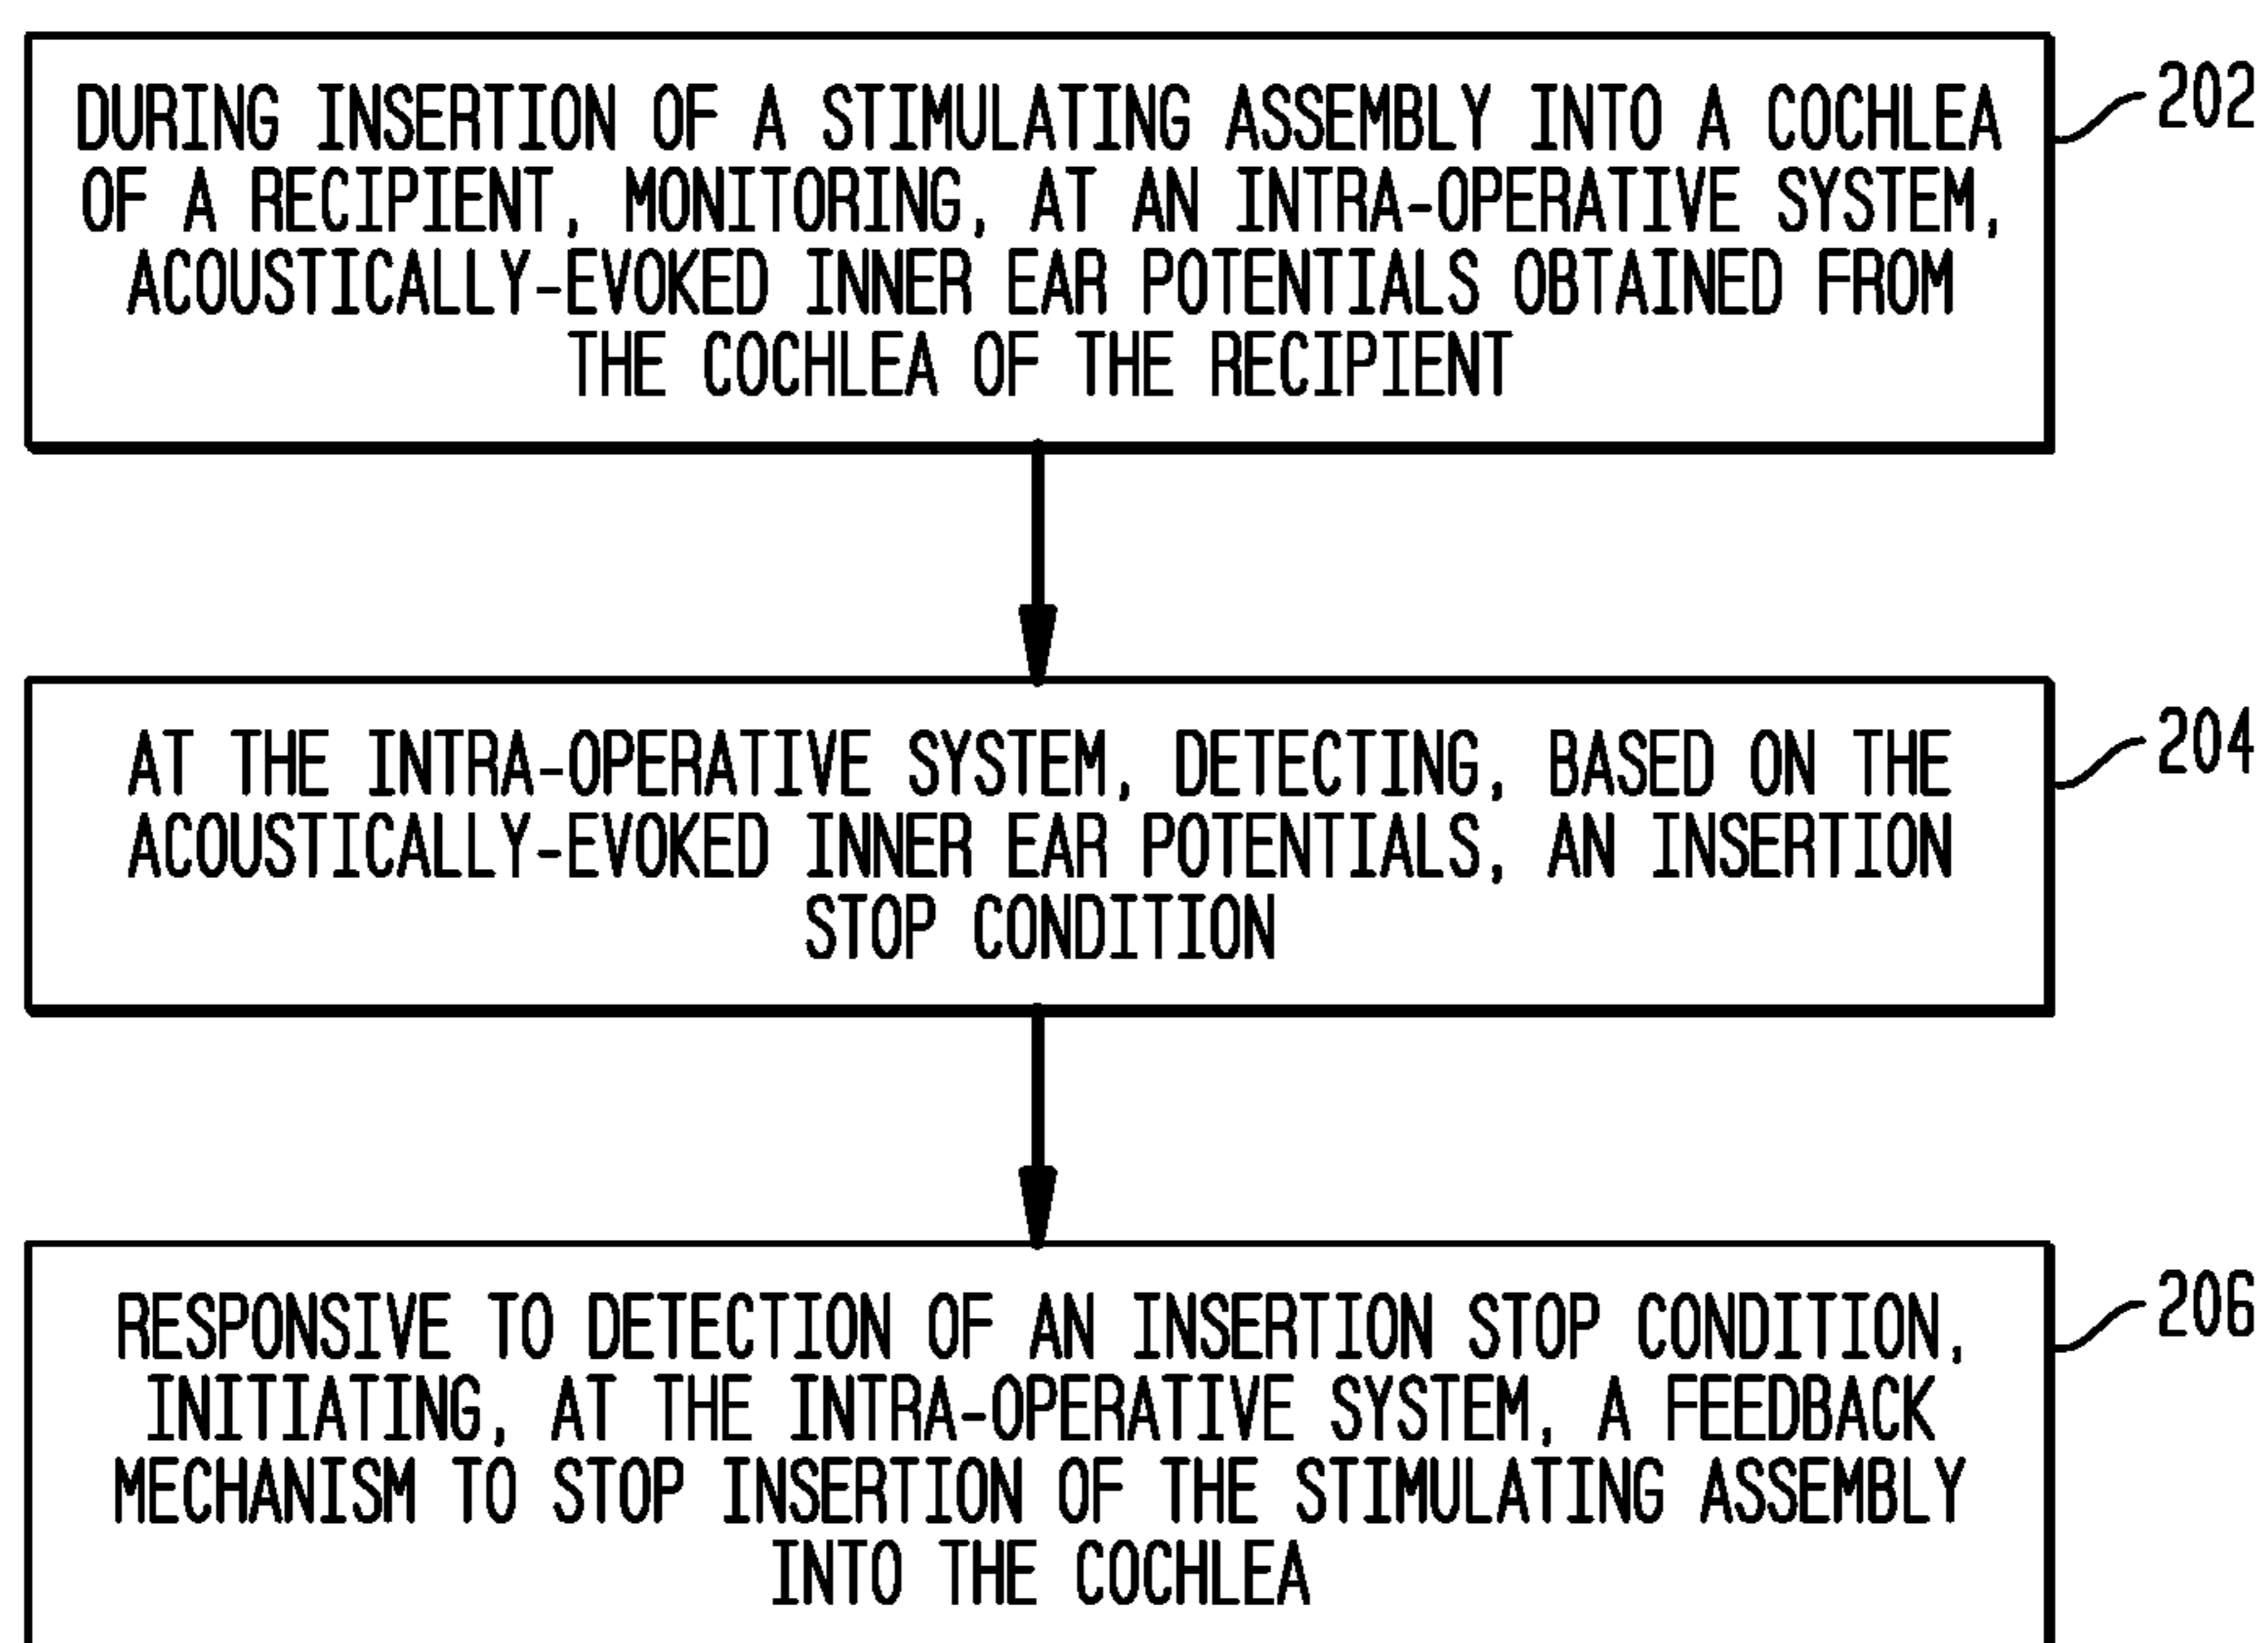 DURING INSERTION OF A STIMULATING ASSEMBLY INTO A COCHLEA
OF A RECIPIENT, MONITORING, AT AN INTRA-OPERATIVE SYSTEM,
ACOUSTICALLY-EVOKED INNER EAR POTENTIALS OBTAINED FROM
THE COCHLEA OF THE RECIPIENT
202
AT THE INTRA-OPERATIVE SYSTEM, DETECTING, BASED ON THE
ACOUSTICALLY-EVOKED INNER EAR POTENTIALS, AN INSERTION
STOP CONDITION
204
RESPONSIVE TO DETECTION OF AN INSERTION STOP CONDITION,
INITIATING, AT THE INTRA-OPERATIVE SYSTEM, A FEEDBACK
MECHANISM TO STOP INSERTION OF THE STIMULATING ASSEMBLY
INTO THE COCHLEA
206